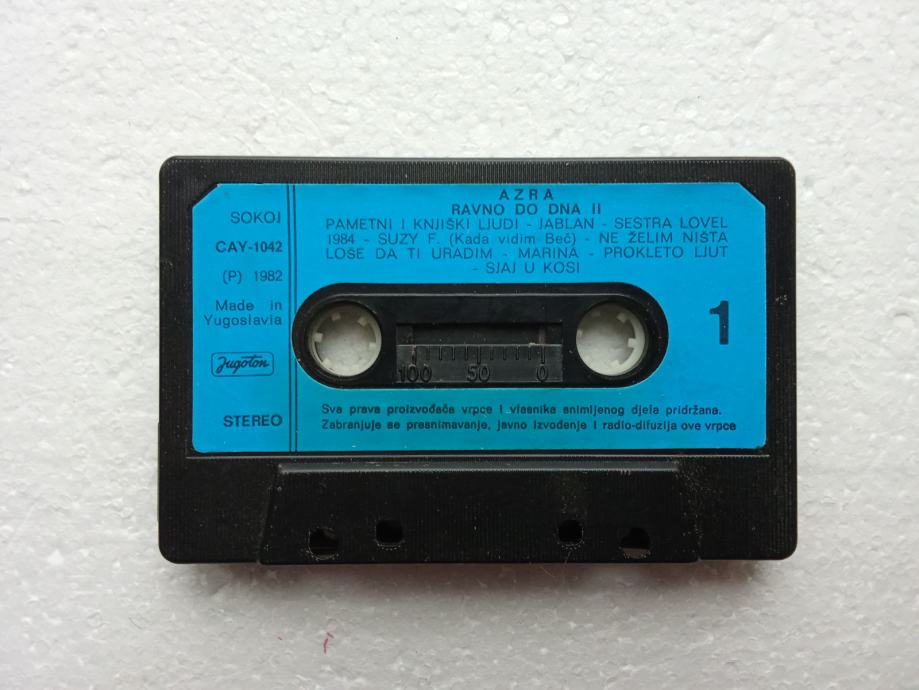 AZRA
RAVNO DO DNA II
PAMETNI I KNJIŠKI LJUDI - JABLAN - SESTRA LOVEL
1984 - SUZY F. (Kada vidim Beč) - NE ŽELIM NIŠTA
LOŠE DA TI URADIM - MARINA - PROKLETO LJUT
- SJAJ U KOSI
SOKOJ
CAY-1042
(P) 1982
Made in
Yugoslavia
Jugoton
STEREO
1
100 50 0
Sva prava proizvođača vrpce i vlasnika snimljenog djela pridržana.
Zabranjuje se presnimavanje, javno izvođenje i radio-difuzija ove vrpce